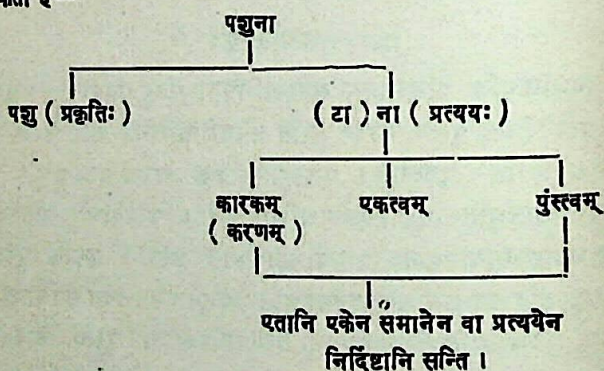 पशुना
पशु ( प्रकृतिः )
( टा ) ना ( प्रत्ययः )
कारकम्
( करणम् )
एकत्वम्
पुंस्त्वम्
एतानि एकेन समानेन वा प्रत्ययेन
निर्दिष्टानि सन्ति ।